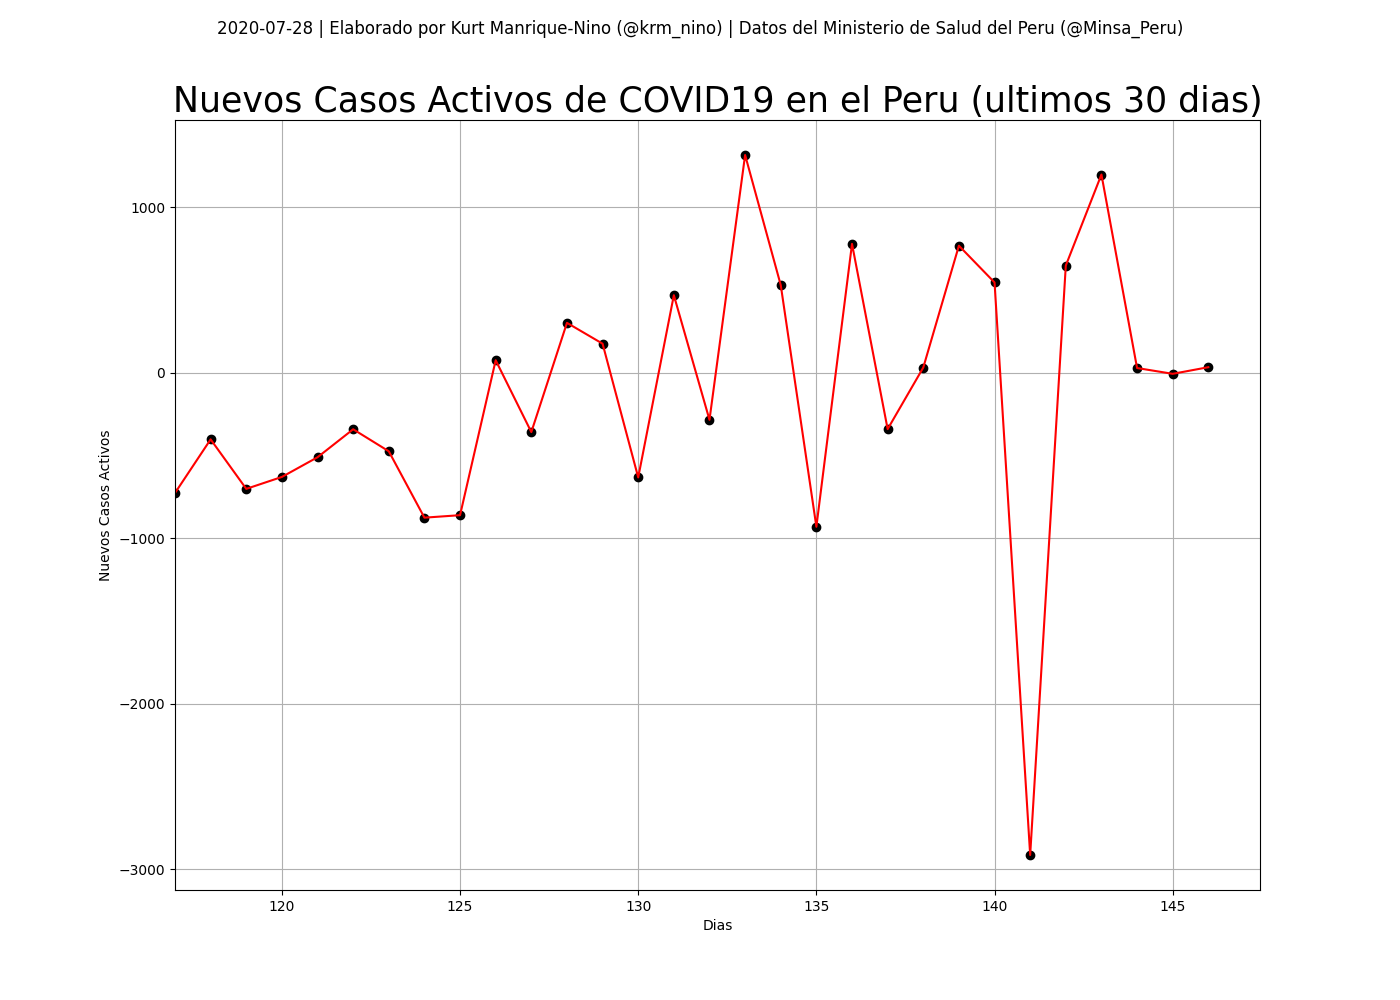 2020-07-28 | Elaborado por Kurt Manrique-Nino (@krm_nino) | Datos del Ministerio de Salud del Peru (@Minsa_Peru)
Nuevos Casos Activos de COVID19 en el Peru (ultimos 30 dias)
1000
0
−1000
−2000
−3000
Nuevos Casos Activos
120
125
130
135
140
145
Dias